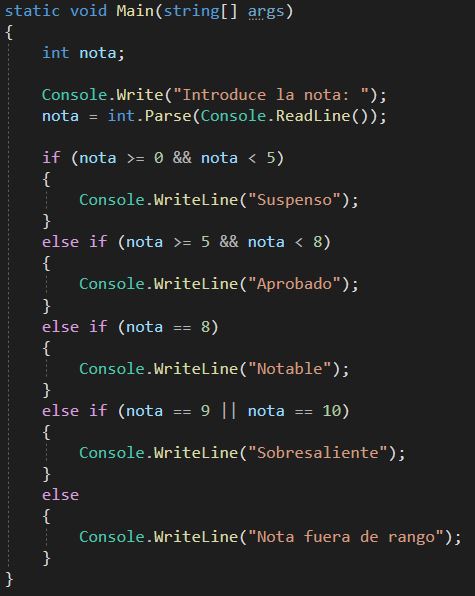 static void Main(string[] args)
{
    int nota;

    Console.Write("Introduce la nota: ");
    nota = int.Parse(Console.ReadLine());

    if (nota >= 0 && nota < 5)
    {
        Console.WriteLine("Suspenso");
    }
    else if (nota >= 5 && nota < 8)
    {
        Console.WriteLine("Aprobado");
    }
    else if (nota == 8)
    {
        Console.WriteLine("Notable");
    }
    else if (nota == 9 || nota == 10)
    {
        Console.WriteLine("Sobresaliente");
    }
    else
    {
        Console.WriteLine("Nota fuera de rango");
    }
}